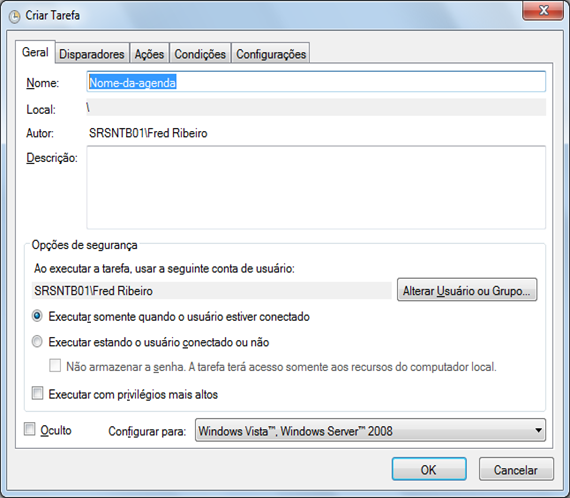 Criar Tarefa
Geral Disparadores Ações Condições Configurações
Nome: Nome-da-agenda
Local: \
Autor: SRSNTB01\Fred Ribeiro
Descrição:
Opções de segurança
Ao executar a tarefa, usar a seguinte conta de usuário:
SRSNTB01\Fred Ribeiro Alterar Usuário ou Grupo...
Executar somente quando o usuário estiver conectado
Executar estando o usuário conectado ou não
Não armazenar a senha. A tarefa terá acesso somente aos recursos do computador local.
Executar com privilégios mais altos
Oculto Configurar para: Windows Vista™, Windows Server™ 2008
OK Cancelar